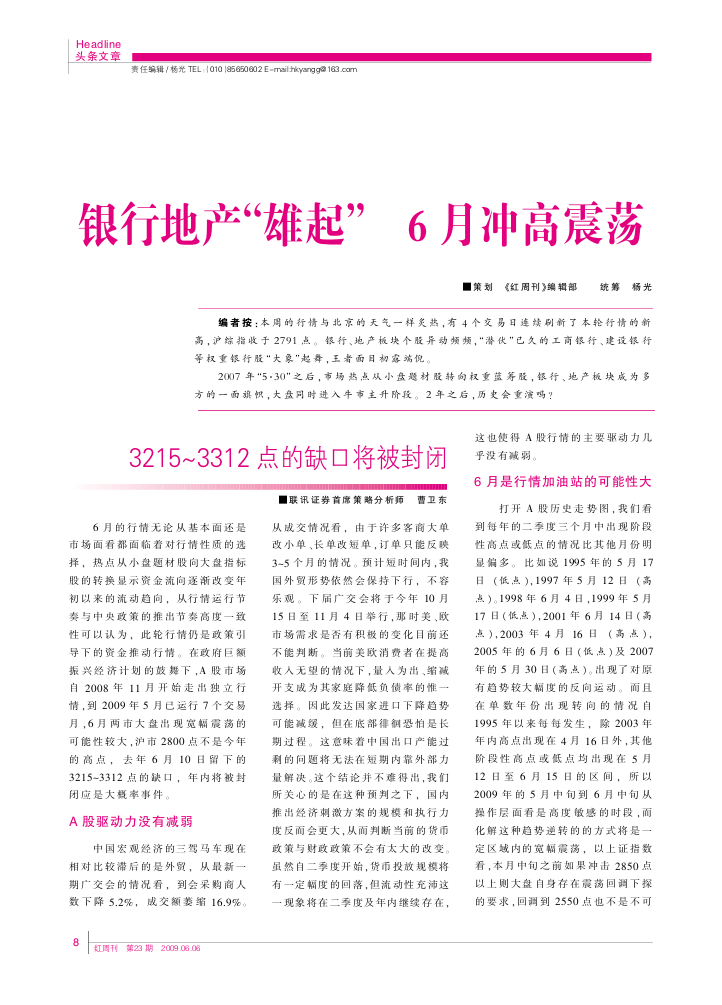 Headline
头条文章
责任编辑/杨光 TEL:(010)85650602 E-mail:hkyangg@163.com
银行地产“雄起” 6月冲高震荡
■策划 《红周刊》编辑部 统筹 杨光
编者按:本周的行情与北京的天气一样炙热,有4个交易日连续刷新了本轮行情的新
高,沪综指收于2791点。银行、地产板块个股异动频频,“潜伏”已久的工商银行、建设银行
等权重银行股“大象”起舞,王者面目初露端倪。
2007年“5·30”之后,市场热点从小盘题材股转向权重蓝筹股,银行、地产板块成为多
方的一面旗帜,大盘同时进入牛市主升阶段。2年之后,历史会重演吗?
3215~3312点的缺口将被封闭
■联讯证券首席策略分析师 曹卫东
6月的行情无论从基本面还是
市场面看都面临着对行情性质的选
择，热点从小盘题材股向大盘指标
股的转换显示资金流向逐渐改变年
初以来的流动趋向，从行情运行节
奏与中央政策的推出节奏高度一致
性可以认为，此轮行情仍是政策引
导下的资金推动行情。在政府巨额
振兴经济计划的鼓舞下,A股市场
自2008年11月开始走出独立行
情,到2009年5月已运行7个交易
月,6月两市大盘出现宽幅震荡的
可能性较大,沪市2800点不是今年
的高点，去年6月10日留下的
3215~3312点的缺口，年内将被封
闭应是大概率事件。
A股驱动力没有减弱
中国宏观经济的三驾马车现在
相对比较滞后的是外贸，从最新一
期广交会的情况看，到会采购商人
数下降5.2%，成交额萎缩16.9%。
从成交情况看，由于许多客商大单
改小单、长单改短单,订单只能反映
3-5个月的情况。预计短时间内,我
国外贸形势依然会保持下行，不容
乐观。下届广交会将于今年10月
15日至11月4日举行,那时美、欧
市场需求是否有积极的变化目前还
不能判断。当前美欧消费者在提高
收入无望的情况下,量入为出、缩减
开支成为其家庭降低负债率的惟一
选择。因此发达国家进口下降趋势
可能减缓，但在底部徘徊恐怕是长
期过程。这意味着中国出口产能过
剩的问题将无法在短期内靠外部力
量解决。这个结论并不难得出,我们
所关心的是在这种预判之下，国内
推出经济刺激方案的规模和执行力
度反而会更大,从而判断当前的货币
政策与财政政策不会有太大的改变。
虽然自二季度开始,货币投放规模将
有一定幅度的回落,但流动性充沛这
一现象将在二季度及年内继续存在,
这也使得A股行情的主要驱动力几
乎没有减弱。
6月是行情加油站的可能性大
打开A股历史走势图,我们看
到每年的二季度三个月中出现阶段
性高点或低点的情况比其他月份明
显偏多。比如说1995年的5月17
日(低点),1997年5月12日(高
点)。1998年6月4日,1999年5月
17日(低点),2001年6月14日(高
点),2003年4月16日(高点),
2005年的6月6日(低点)及2007
年的5月30日(高点)。出现了对原
有趋势较大幅度的反向运动。而且
在单数年份出现转向的情况自
1995年以来每每发生，除2003年
年内高点出现在4月16日外,其他
阶段性高点或低点均出现在5月
12日至6月15日的区间，所以
2009年的5月中旬到6月中旬从
操作层面看是高度敏感的时段,而
化解这种趋势逆转的的方式将是一
定区域内的宽幅震荡，以上证指数
看,本月中旬之前如果冲击2850点
以上则大盘自身存在震荡回调下探
的要求,回调到2550点也不是不可
8
红周刊 第23期 2009.06.06